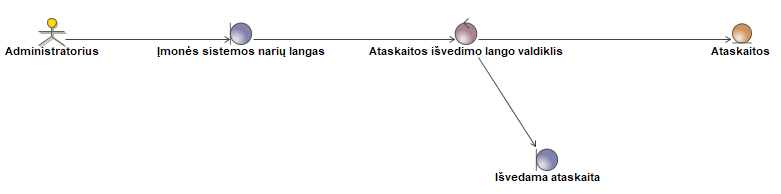 Administratorius
Įmonės sistemos narių langas
Ataskaitos išvedimo lango valdiklis
Ataskaitos
Išvedama ataskaita